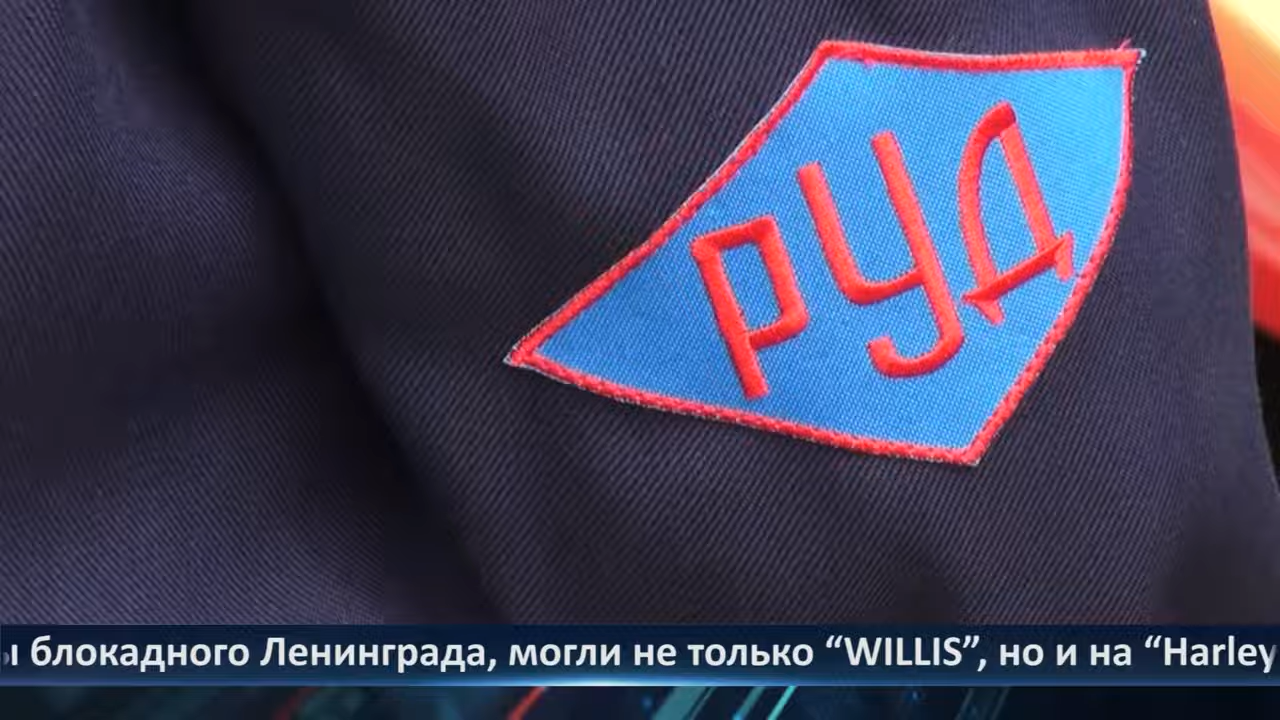 РУД
ы блокадного Ленинграда, могли не только “WILLIS”, но и на “Harley